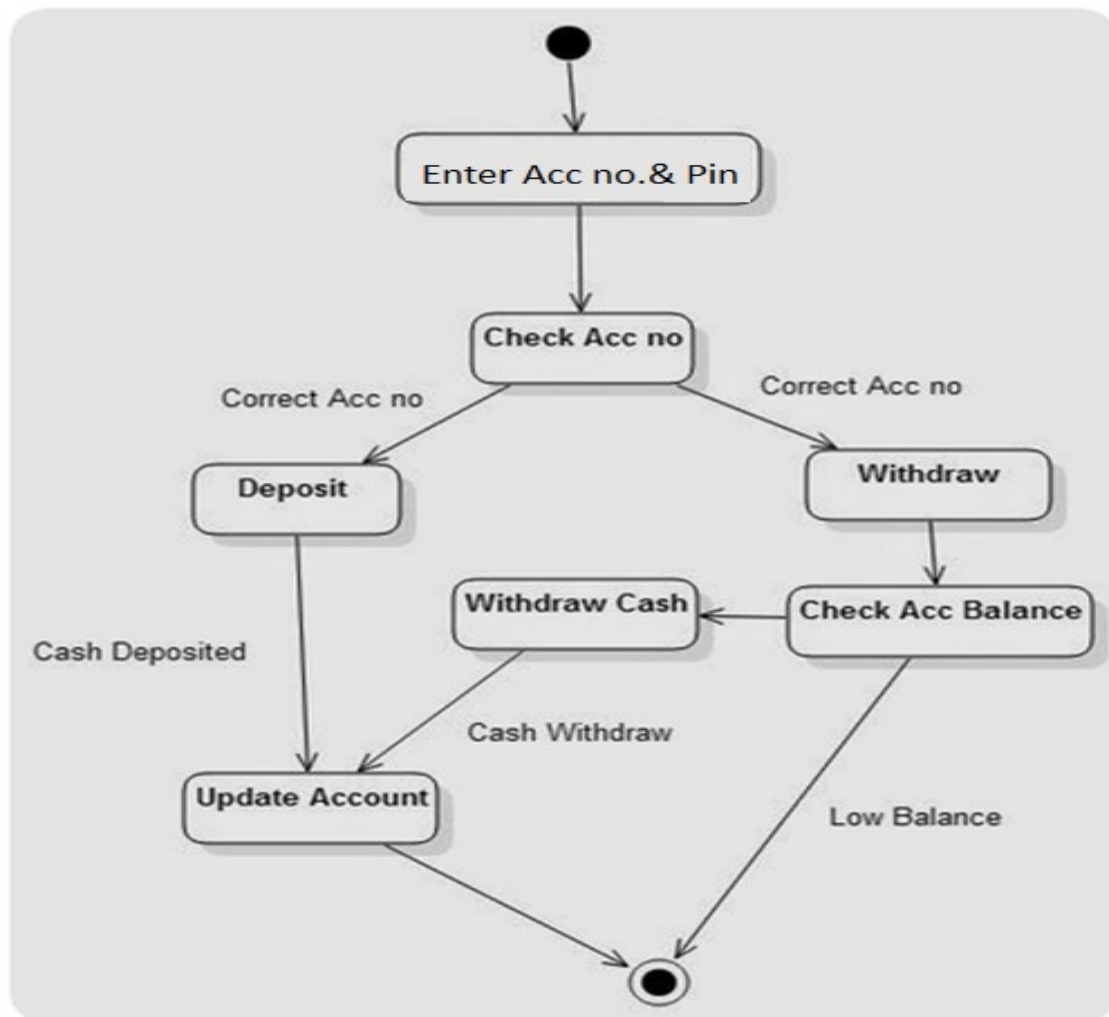 Enter Acc no.& Pin
Check Acc no
Correct Acc no
Correct Acc no
Deposit
Withdraw
Withdraw Cash
Check Acc Balance
Cash Deposited
Cash Withdraw
Update Account
Low Balance